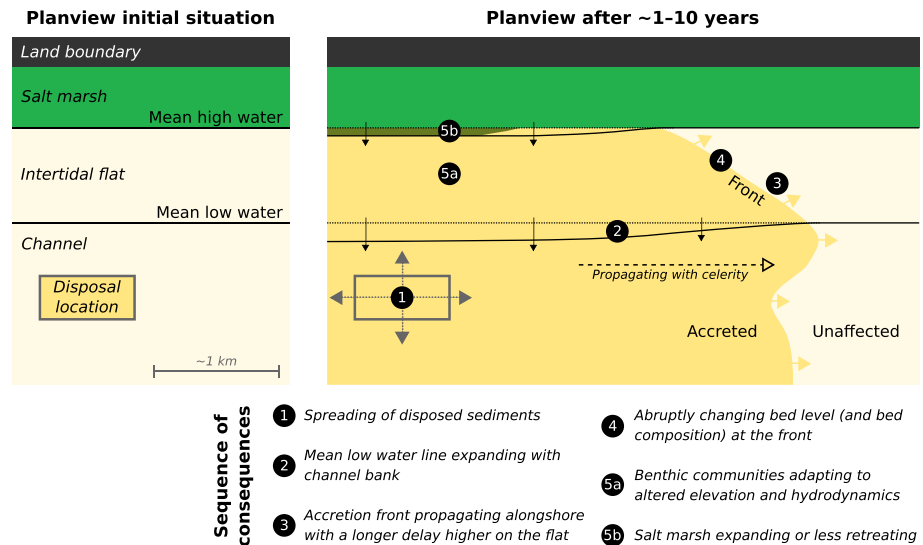 Planview initial situation
Land boundary
Salt marsh
Mean high water
Intertidal flat
Mean low water
Channel
Disposal
location
~1 km
Planview after ~1–10 years
5b
5a
4
3
Front
2
Propagating with celerity
1
Accreted
Unaffected
Sequence of
consequences
1 Spreading of disposed sediments
2 Mean low water line expanding with
channel bank
3 Accretion front propagating alongshore
with a longer delay higher on the flat
4 Abruptly changing bed level (and bed
composition) at the front
5a Benthic communities adapting to
altered elevation and hydrodynamics
5b Salt marsh expanding or less retreating